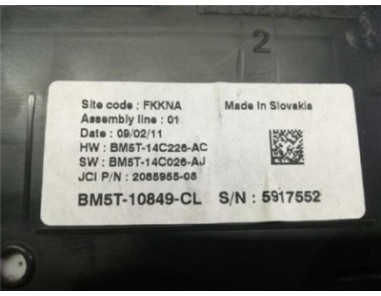 2
Site code : FKKNA
Made In Slovakia
Assembly line : 01
Date : 09/02/11
HW : BM5T-14C226-AC
SW : BM5T-14C026-AJ
JCI P/N : 2085955-08
BM5T-10849-CL S/N : 5917552